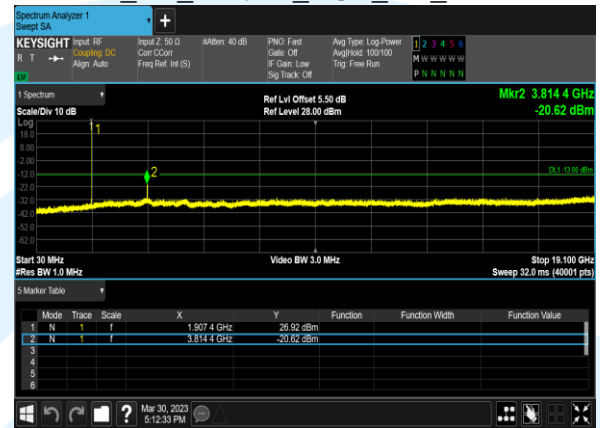 Spectrum Analyzer 1
Swept SA
KEYSIGHT Input: RF Input Z: 50 Ω #Atten: 40 dB PNO: Fast Avg Type: Log-Power 1 2 3 4 5 6
R T Coupling: DC Corr CCorr Gate: Off Avg|Hold: 100/100 M W W W W W
Align: Auto Freq Ref: Int (S) IF Gain: Low Trig: Free Run
Sig Track: Off P N N N N N
1 Spectrum
Ref Lvl Offset 5.50 dB Mkr2 3.814 4 GHz
Scale/Div 10 dB Ref Level 28.00 dBm -20.62 dBm
Log
1
18.0
8.00
-2.00
-12.0 2 DL1 -13.00 dBm
-22.0
-32.0
-42.0
-52.0
-62.0
Start 30 MHz Video BW 3.0 MHz Stop 19.100 GHz
#Res BW 1.0 MHz Sweep 32.0 ms (40001 pts)
5 Marker Table
Mode Trace Scale X Y Function Function Width Function Value
1 N 1 f 1.907 4 GHz 26.92 dBm
2 N 1 f 3.814 4 GHz -20.62 dBm
3
4
5
6
? Mar 30, 2023
5:12:33 PM